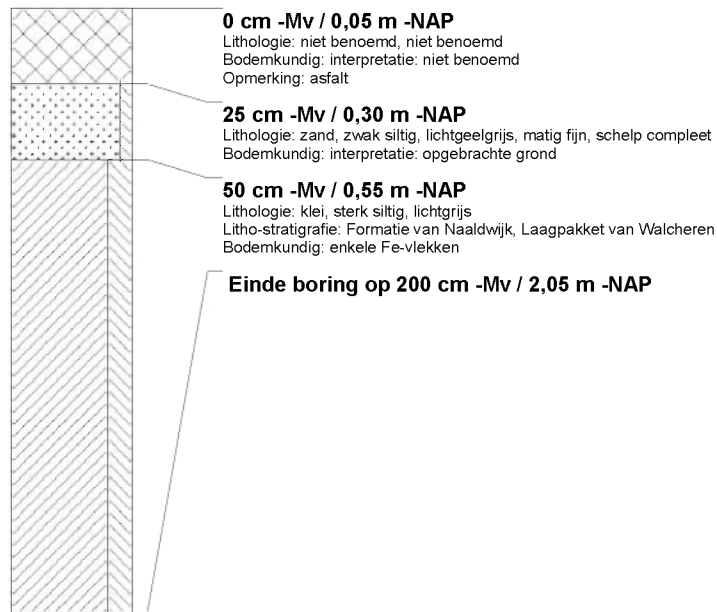 0 cm -Mv / 0,05 m -NAP
Lithologie: niet benoemd, niet benoemd
Bodemkundig: interpretatie: niet benoemd
Opmerking: asfalt
25 cm -Mv / 0,30 m -NAP
Lithologie: zand, zwak siltig, lichtgeelgrijs, matig fijn, schelp compleet
Bodemkundig: interpretatie: opgebrachte grond
50 cm -Mv / 0,55 m -NAP
Lithologie: klei, sterk siltig, lichtgrijs
Litho-stratigrafie: Formatie van Naaldwijk, Laagpakket van Walcheren
Bodemkundig: enkele Fe-vlekken
Einde boring op 200 cm -Mv / 2,05 m -NAP